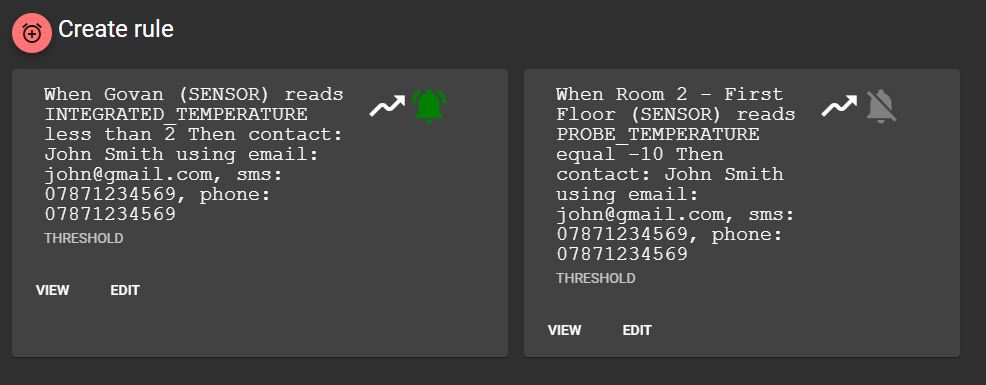 Create rule
When Govan (SENSOR) reads
INTEGRATED_TEMPERATURE
less than 2 Then contact:
John Smith using email:
john@gmail.com, sms:
07871234569, phone:
07871234569
THRESHOLD
VIEW EDIT
When Room 2 - First
Floor (SENSOR) reads
PROBE_TEMPERATURE
equal -10 Then
contact: John Smith
using email:
john@gmail.com, sms:
07871234569, phone:
07871234569
THRESHOLD
VIEW EDIT